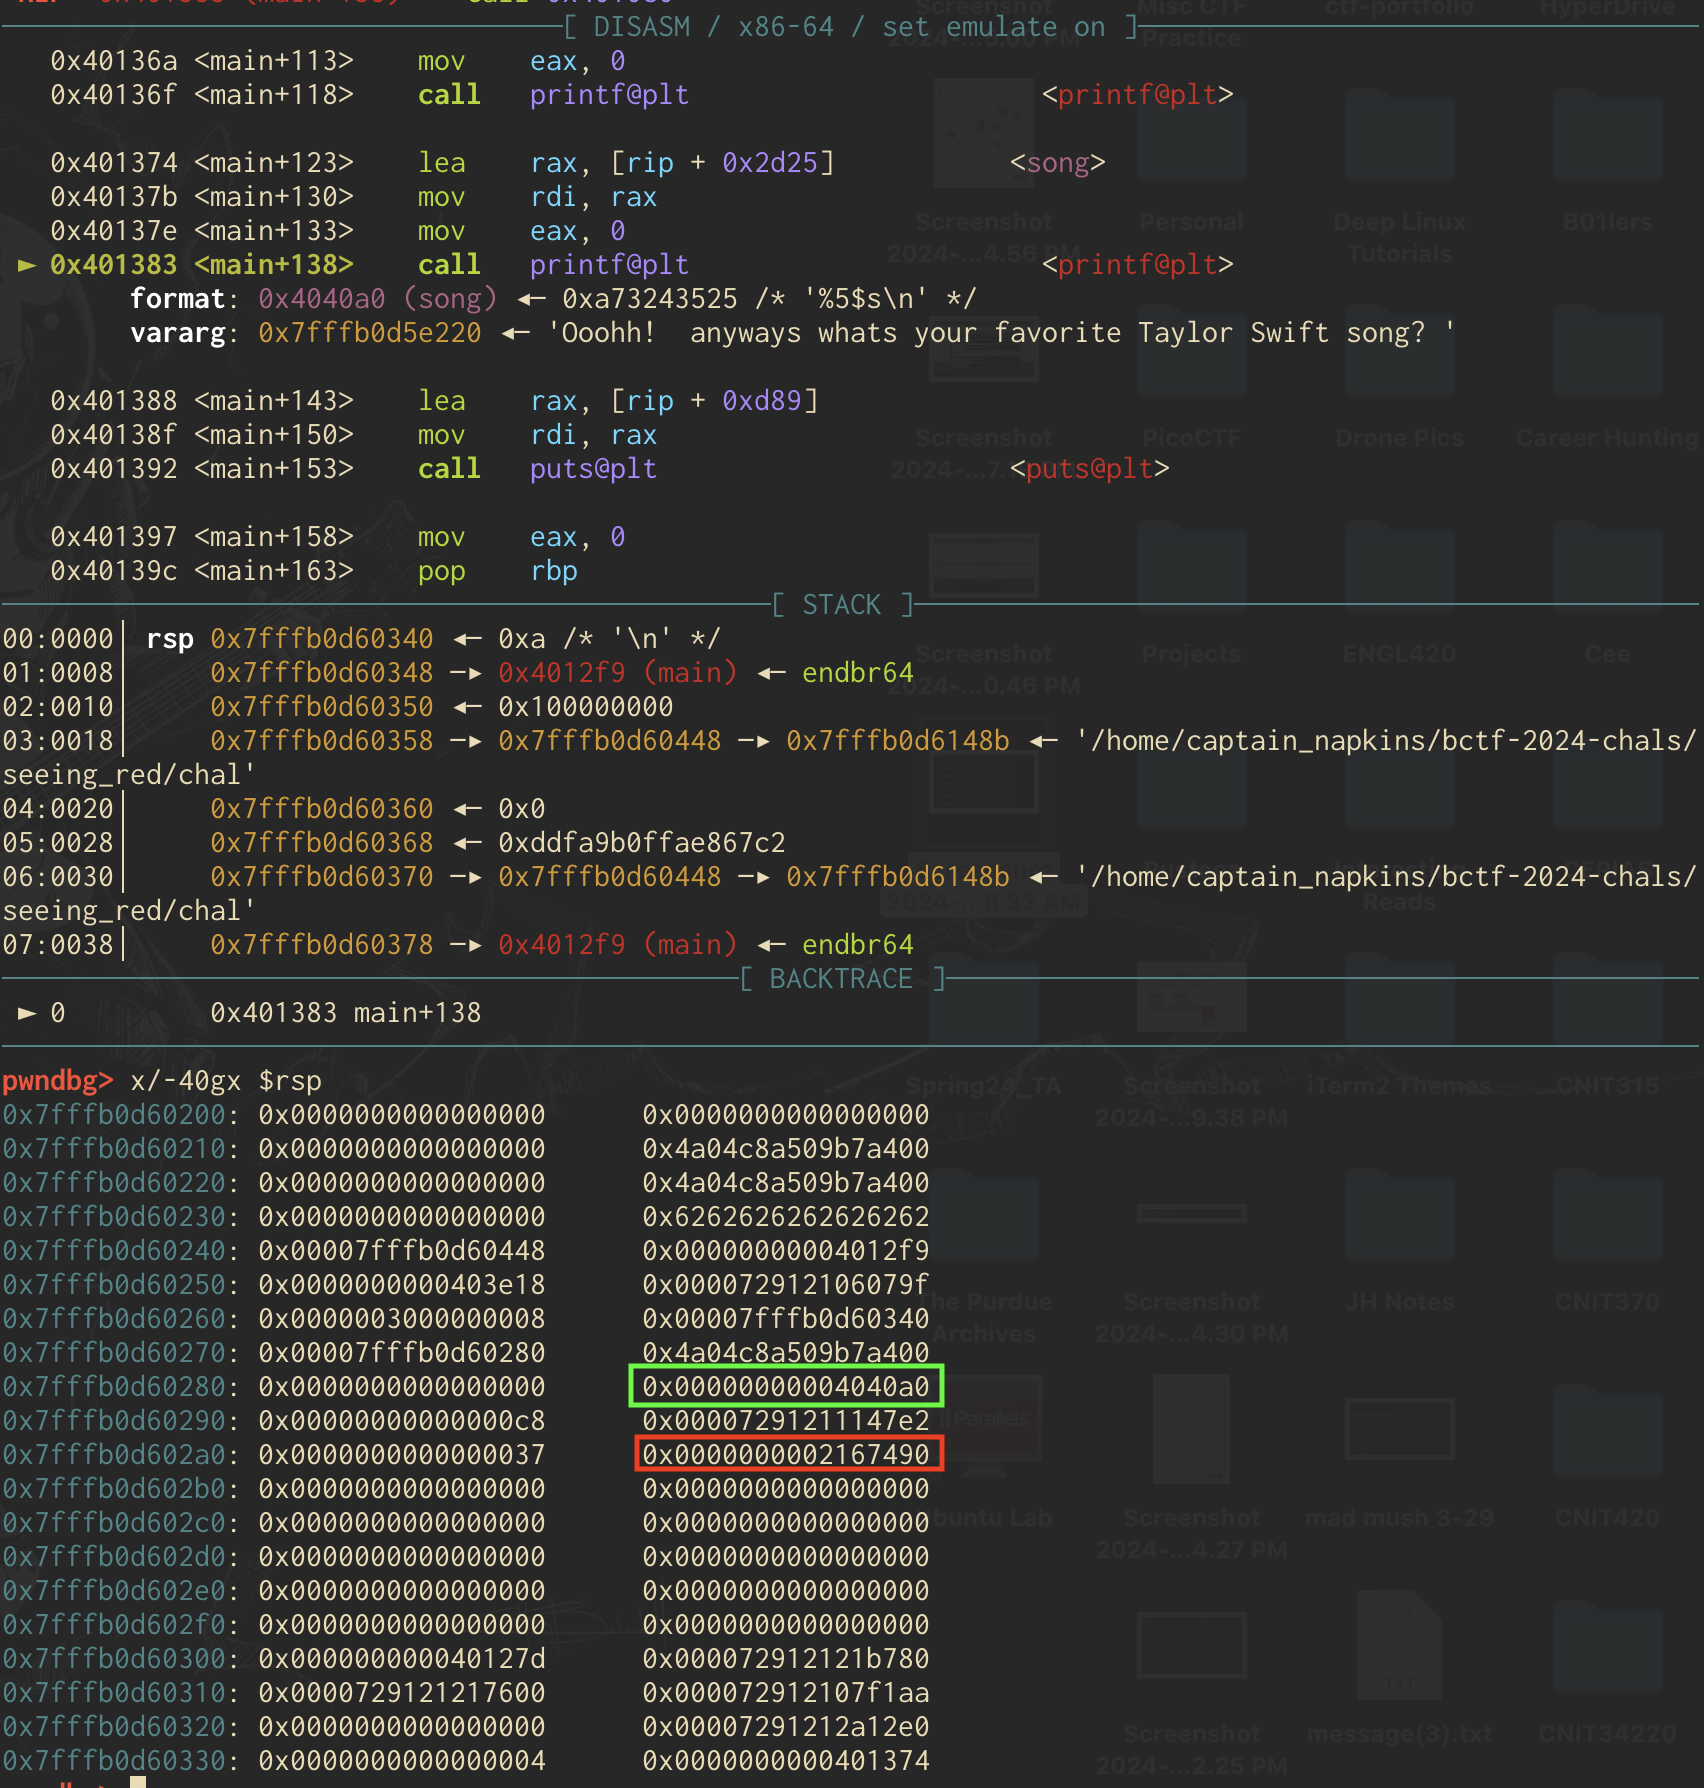 [ DISASM / x86-64 / set emulate on ]
0x40136a <main+113> mov eax, 0
0x40136f <main+118> call printf@plt <printf@plt>
0x401374 <main+123> lea rax, [rip + 0x2d25] <song>
0x40137b <main+130> mov rdi, rax
0x40137e <main+133> mov eax, 0
► 0x401383 <main+138> call printf@plt <printf@plt>
format: 0x4040a0 (song) ◂— 0xa73243525 /* '%5$s\n' */
vararg: 0x7fffb0d5e220 ◂— 'Ooohh!  anyways whats your favorite Taylor Swift song? '
0x401388 <main+143> lea rax, [rip + 0xd89]
0x40138f <main+150> mov rdi, rax
0x401392 <main+153> call puts@plt <puts@plt>
0x401397 <main+158> mov eax, 0
0x40139c <main+163> pop rbp
[ STACK ]
00:0000│ rsp 0x7fffb0d60340 ◂— 0xa /* '\n' */
01:0008│ 0x7fffb0d60348 —▸ 0x4012f9 (main) ◂— endbr64
02:0010│ 0x7fffb0d60350 ◂— 0x100000000
03:0018│ 0x7fffb0d60358 —▸ 0x7fffb0d60448 —▸ 0x7fffb0d6148b ◂— '/home/captain_napkins/bctf-2024-chals/
seeing_red/chal'
04:0020│ 0x7fffb0d60360 ◂— 0x0
05:0028│ 0x7fffb0d60368 ◂— 0xddfa9b0ffae867c2
06:0030│ 0x7fffb0d60370 —▸ 0x7fffb0d60448 —▸ 0x7fffb0d6148b ◂— '/home/captain_napkins/bctf-2024-chals/
seeing_red/chal'
07:0038│ 0x7fffb0d60378 —▸ 0x4012f9 (main) ◂— endbr64
[ BACKTRACE ]
► 0 0x401383 main+138
pwndbg> x/-40gx $rsp
0x7fffb0d60200: 0x0000000000000000 0x0000000000000000
0x7fffb0d60210: 0x0000000000000000 0x4a04c8a509b7a400
0x7fffb0d60220: 0x0000000000000000 0x4a04c8a509b7a400
0x7fffb0d60230: 0x0000000000000000 0x6262626262626262
0x7fffb0d60240: 0x00007fffb0d60448 0x00000000004012f9
0x7fffb0d60250: 0x0000000000403e18 0x000072912106079f
0x7fffb0d60260: 0x0000003000000008 0x00007fffb0d60340
0x7fffb0d60270: 0x00007fffb0d60280 0x4a04c8a509b7a400
0x7fffb0d60280: 0x0000000000000000 0x00000000004040a0
0x7fffb0d60290: 0x00000000000000c8 0x00007291211147e2
0x7fffb0d602a0: 0x0000000000000037 0x0000000002167490
0x7fffb0d602b0: 0x0000000000000000 0x0000000000000000
0x7fffb0d602c0: 0x0000000000000000 0x0000000000000000
0x7fffb0d602d0: 0x0000000000000000 0x0000000000000000
0x7fffb0d602e0: 0x0000000000000000 0x0000000000000000
0x7fffb0d602f0: 0x0000000000000000 0x0000000000000000
0x7fffb0d60300: 0x000000000040127d 0x000072912121b780
0x7fffb0d60310: 0x0000729121217600 0x000072912107f1aa
0x7fffb0d60320: 0x0000000000000000 0x00007291212a12e0
0x7fffb0d60330: 0x0000000000000004 0x0000000000401374